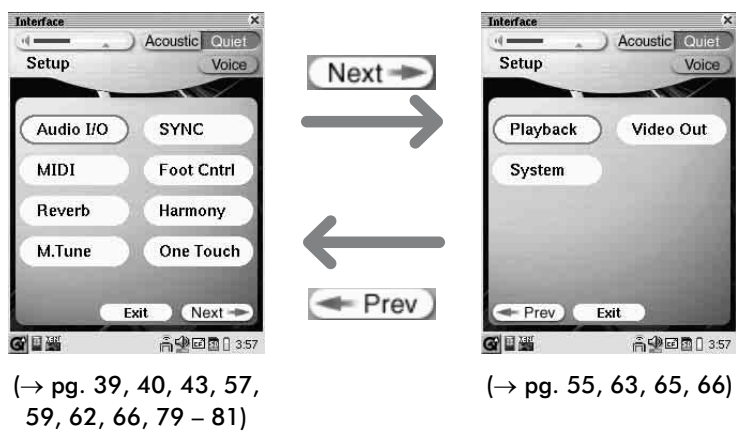 Interface ×
Acoustic Quiet
Setup Voice
Audio I/O SYNC
MIDI Foot Cntrl
Reverb Harmony
M.Tune One Touch
Exit Next
3:57
(→ pg. 39, 40, 43, 57,
59, 62, 66, 79 – 81)
Next
Prev
Interface ×
Acoustic Quiet
Setup Voice
Playback Video Out
System
Prev Exit
3:57
(→ pg. 55, 63, 65, 66)